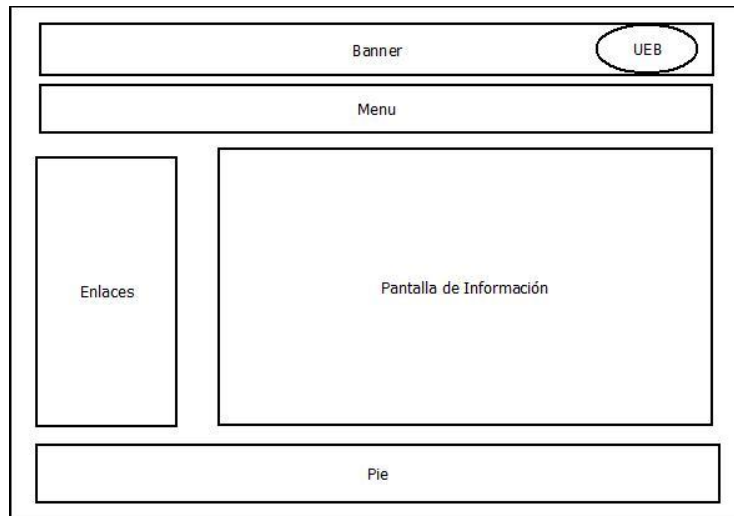 Banner
UEB
Menu
Enlaces
Pantalla de Información
Pie